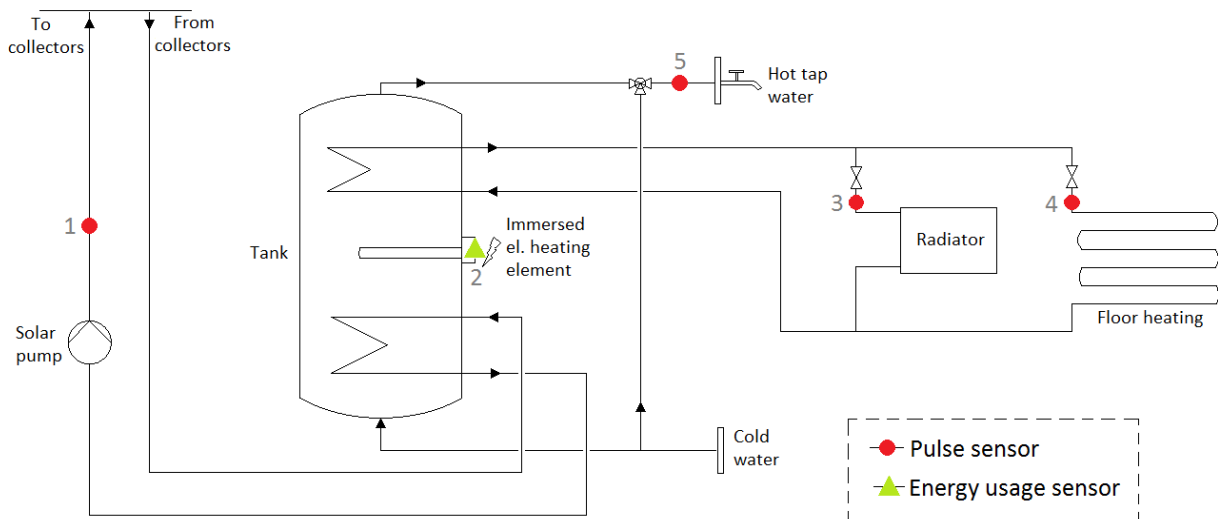 To
collectors
From
collectors
5
Hot tap
water
1
3
4
Immersed
el. heating
element
Tank
2
Radiator
Solar
pump
Floor heating
Cold
water
Pulse sensor
Energy usage sensor